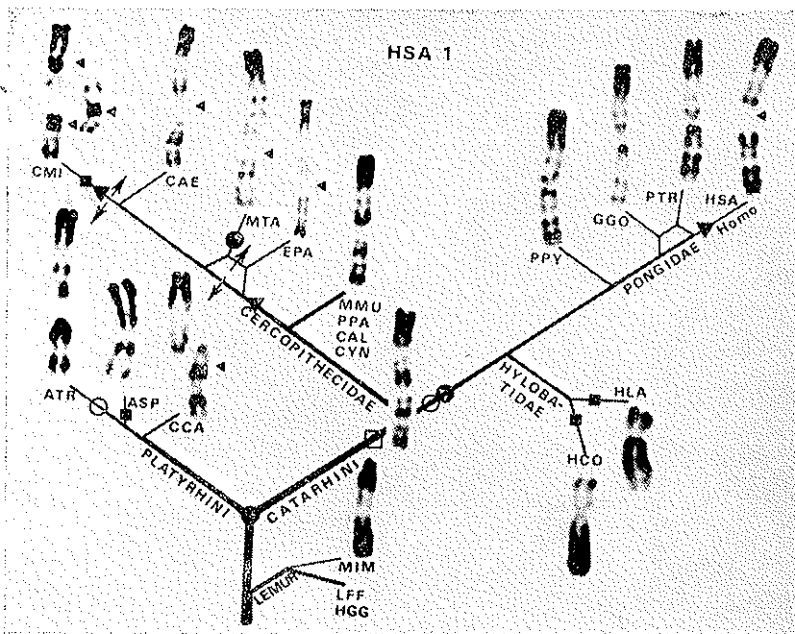 HSA 1
CMI
CAE
MTA
EPA
MMU
PPA
CAL
CYN
CERCOPITHECIDAE
PPY
GGO
PTR
HSA
Homo
PONGIDAE
HYLOBA-
TIDAE
HLA
HCO
ATR
ASP
CCA
PLATYRHINI
CATARHINI
LEMUR
MIM
LFF
HGG